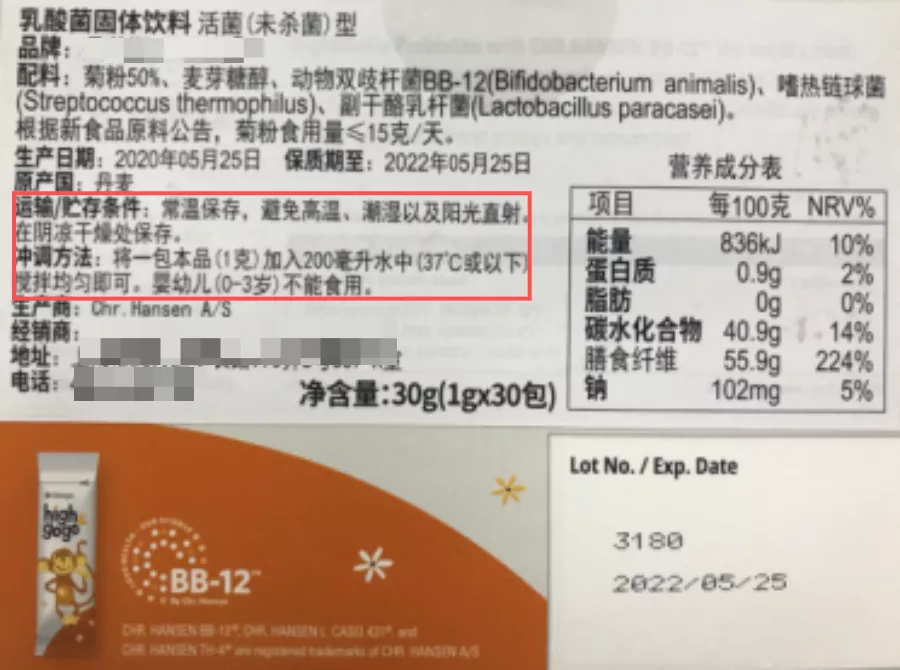 乳酸菌固体饮料 活菌(未杀菌)型
品牌：
配料：菊粉50%、麦芽糖醇、动物双歧杆菌BB-12(Bifidobacterium animalis)、嗜热链球菌
(Streptococcus thermophilus)、副干酪乳杆菌(Lactobacillus paracasei)。
根据新食品原料公告，菊粉食用量≤15克/天。
生产日期：2020年05月25日 保质期至：2022年05月25日
原产国：丹麦
运输/贮存条件：常温保存，避免高温、潮湿以及阳光直射。
在阴凉干燥处保存。
冲调方法：将一包本品(1克)加入200毫升水中(37℃或以下)
搅拌均匀即可。婴幼儿(0-3岁)不能食用。
生产商：Chr.Hansen A/S
经销商：
地址：
电话：
净含量:30g(1gx30包)
营养成分表
项目 每100克 NRV%
能量 836kJ 10%
蛋白质 0.9g 2%
脂肪 0g 0%
碳水化合物 40.9g 14%
膳食纤维 55.9g 224%
钠 102mg 5%
high
gogo
BB-12™
® By Chr. Hansen
CHR. HANSEN BB-12®, CHR. HANSEN L. CASEI 431®, and
CHR. HANSEN TH-4® are registered trademarks of CHR. HANSEN A/S
Lot No. / Exp. Date
3180
2022/05/25